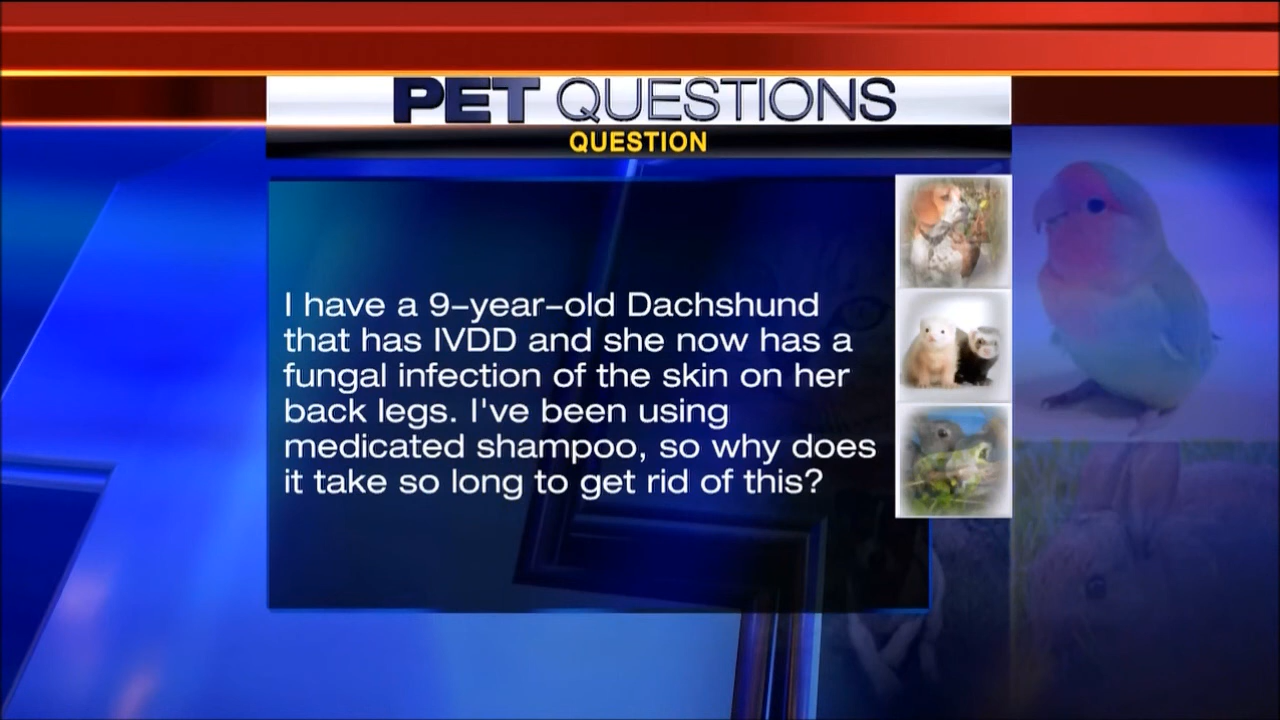 PET QUESTIONS
QUESTION
I have a 9-year-old Dachshund
that has IVDD and she now has a
fungal infection of the skin on her
back legs. I've been using
medicated shampoo, so why does
it take so long to get rid of this?